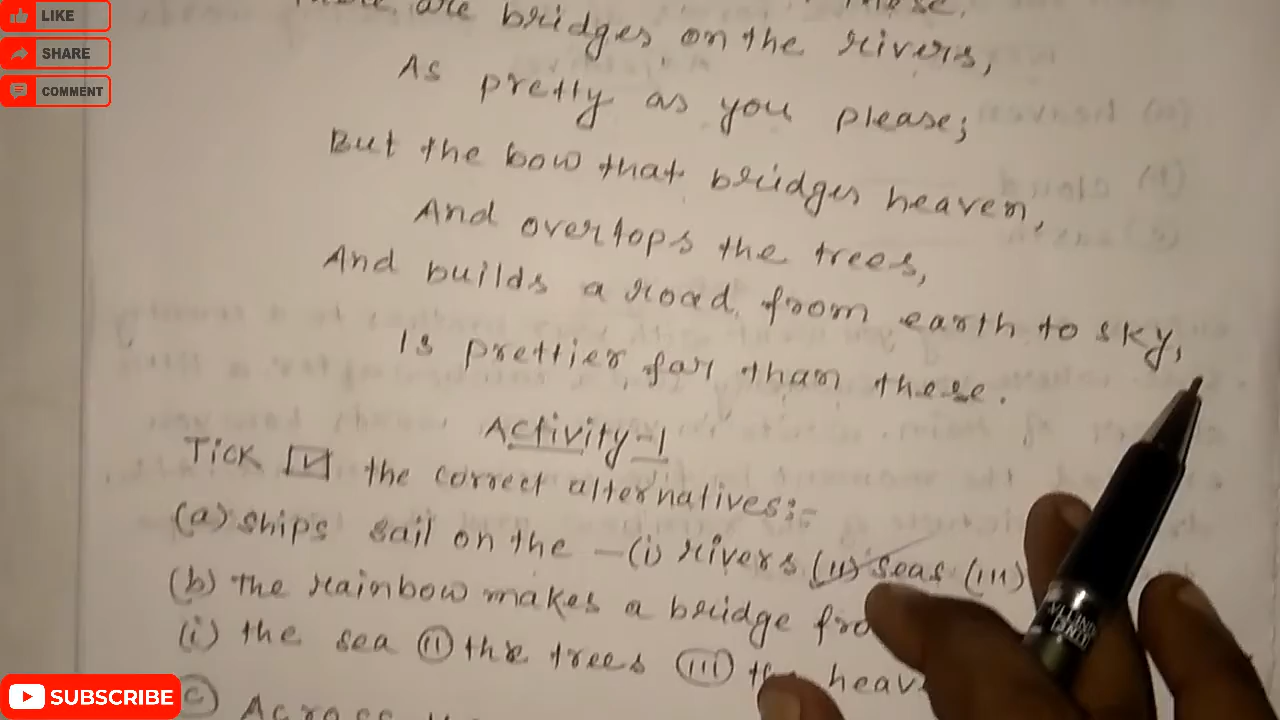 LIKE
SHARE
COMMENT
are bridges on the rivers,
As pretty as you please;
But the bow that bridges heaven,
And overtops the trees,
And builds a road from earth to sky,
Is prettier far than these.
Activity-1
Tick the correct alternatives:-
(a) ships sail on the - (i) rivers (ii) seas (iii)
(b) the rainbow makes a bridge
(i) the sea (ii) the trees (iii) the
(c) Across
SUBSCRIBE